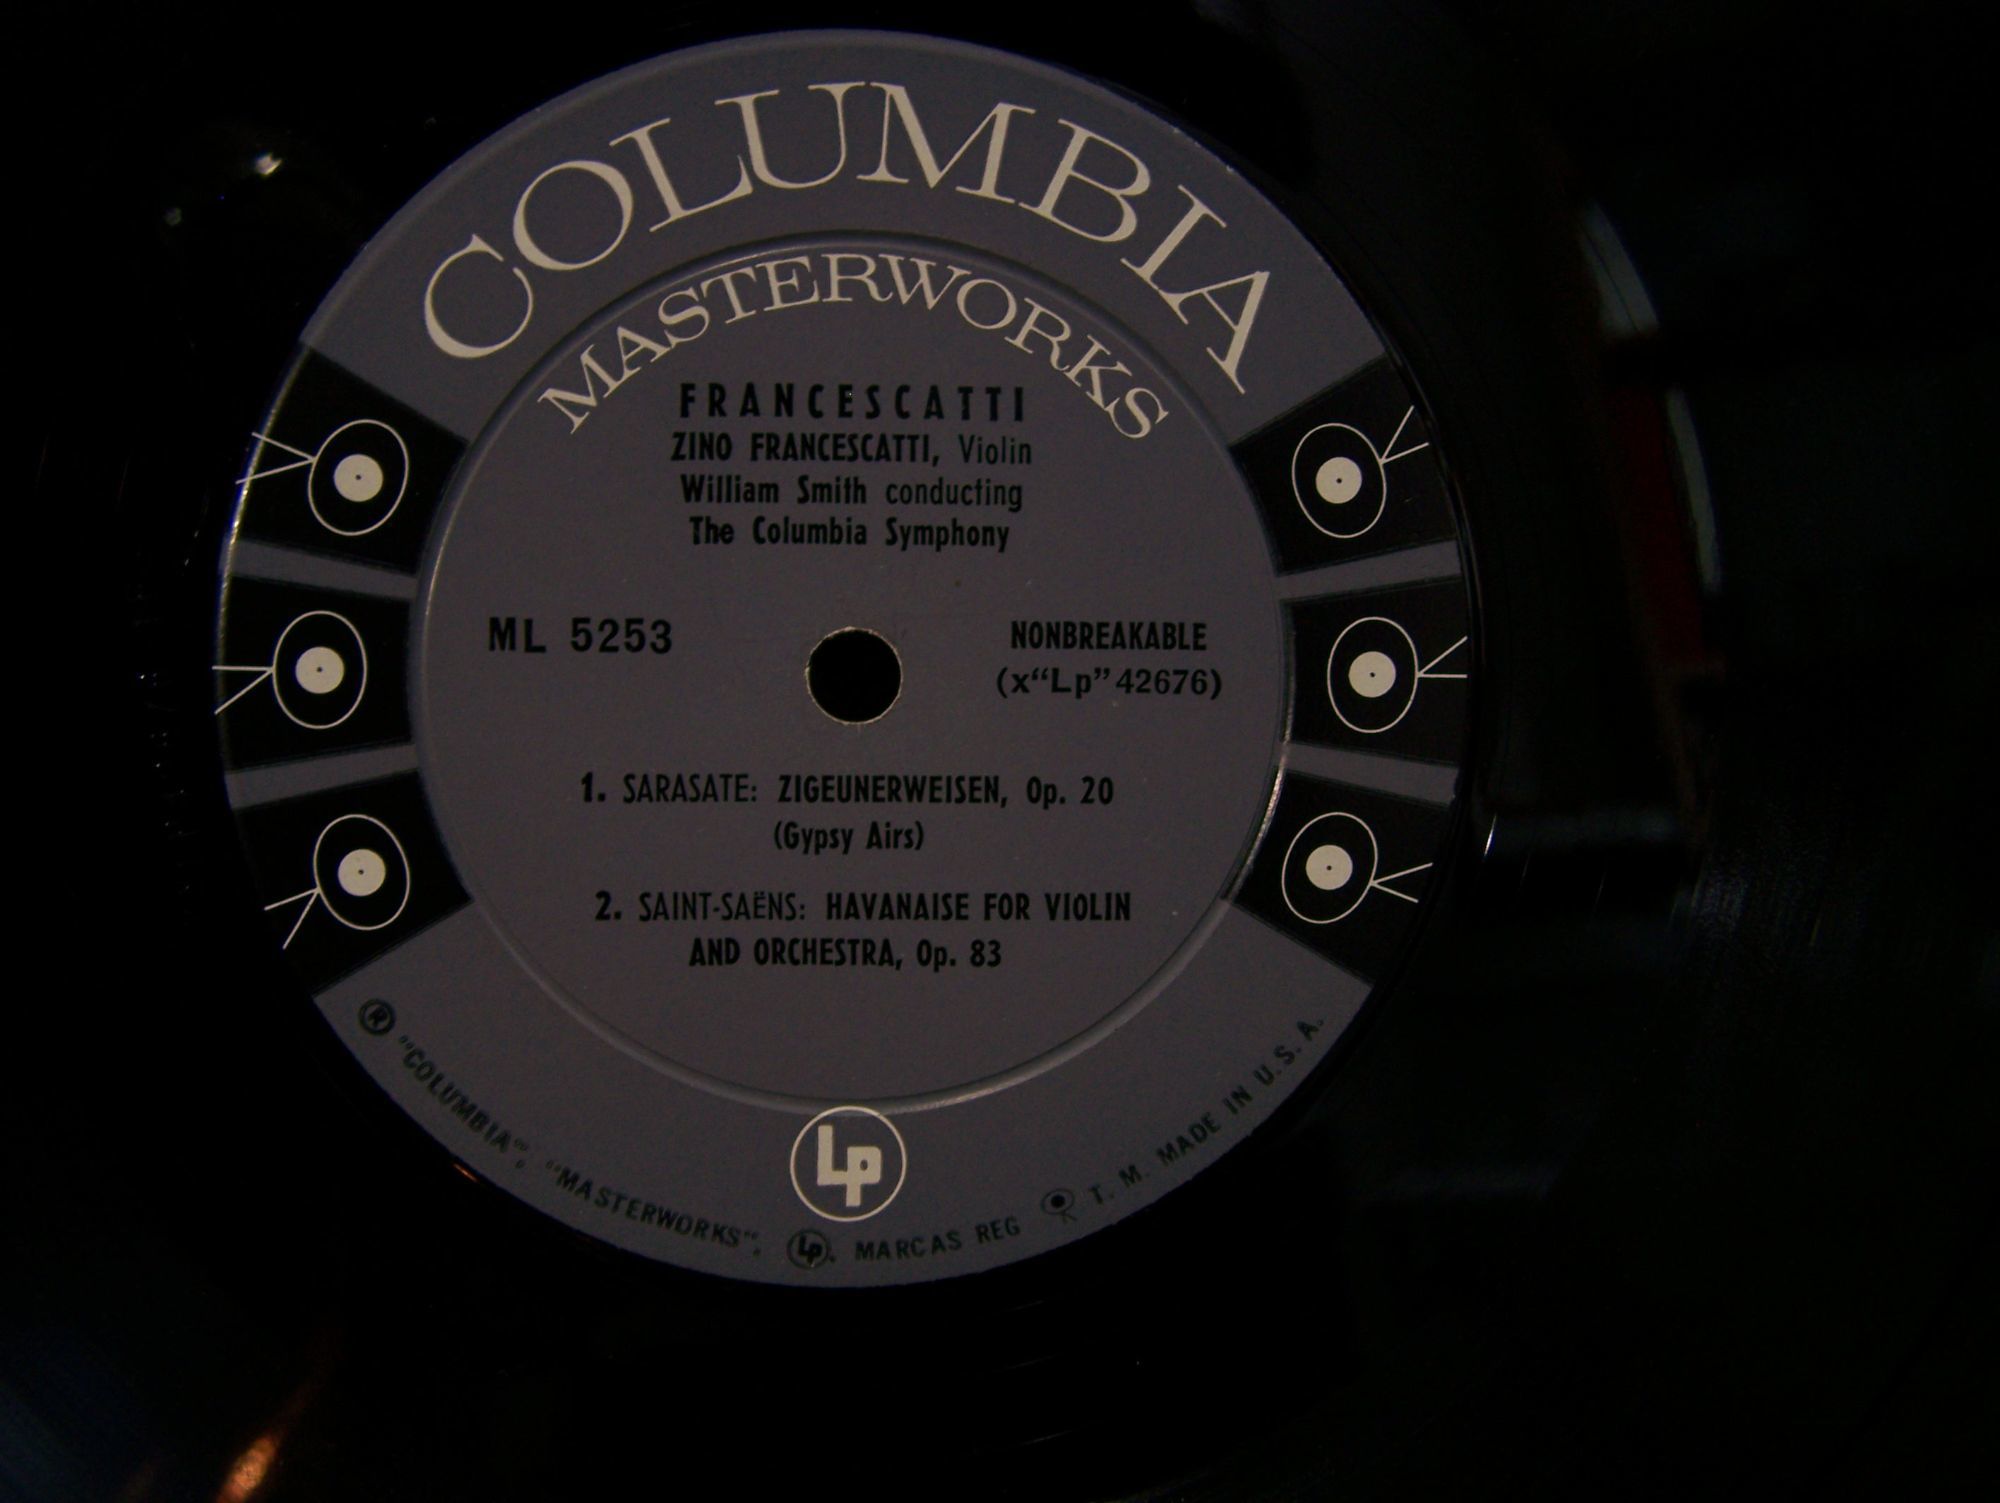 COLUMBIA
MASTERWORKS
FRANCESCATTI
ZINO FRANCESCATTI, Violin
William Smith conducting
The Columbia Symphony
ML 5253
NONBREAKABLE
(x“Lp”42676)
1. SARASATE: ZIGEUNERWEISEN, Op. 20
(Gypsy Airs)
2. SAINT-SAËNS: HAVANAISE FOR VIOLIN
AND ORCHESTRA, Op. 83
Lp
® “COLUMBIA”, “MASTERWORKS”, Lp. MARCAS REG T. M. MADE IN U. S. A.